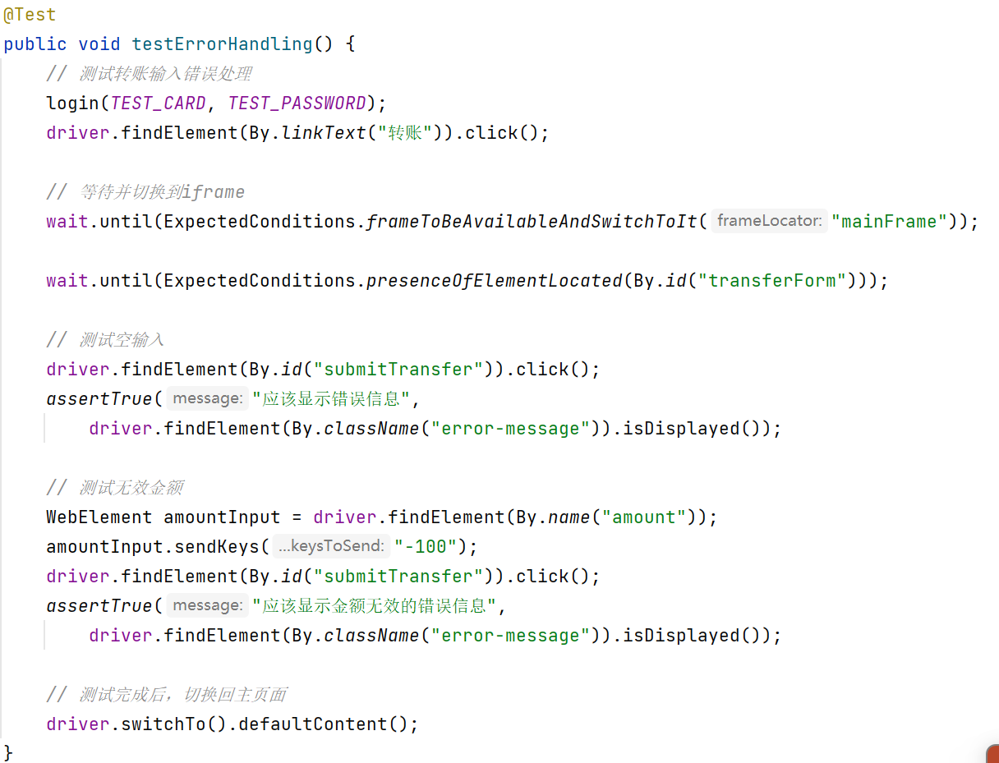 @Test
public void testErrorHandling() {
// 测试转账输入错误处理
login(TEST_CARD, TEST_PASSWORD);
driver.findElement(By.linkText("转账")).click();
// 等待并切换到iframe
wait.until(ExpectedConditions.frameToBeAvailableAndSwitchToIt( frameLocator: "mainFrame"));
wait.until(ExpectedConditions.presenceOfElementLocated(By.id("transferForm")));
// 测试空输入
driver.findElement(By.id("submitTransfer")).click();
assertTrue( message: "应该显示错误信息",
driver.findElement(By.className("error-message")).isDisplayed());
// 测试无效金额
WebElement amountInput = driver.findElement(By.name("amount"));
amountInput.sendKeys( ...keysToSend: "-100");
driver.findElement(By.id("submitTransfer")).click();
assertTrue( message: "应该显示金额无效的错误信息",
driver.findElement(By.className("error-message")).isDisplayed());
// 测试完成后，切换回主页面
driver.switchTo().defaultContent();
}